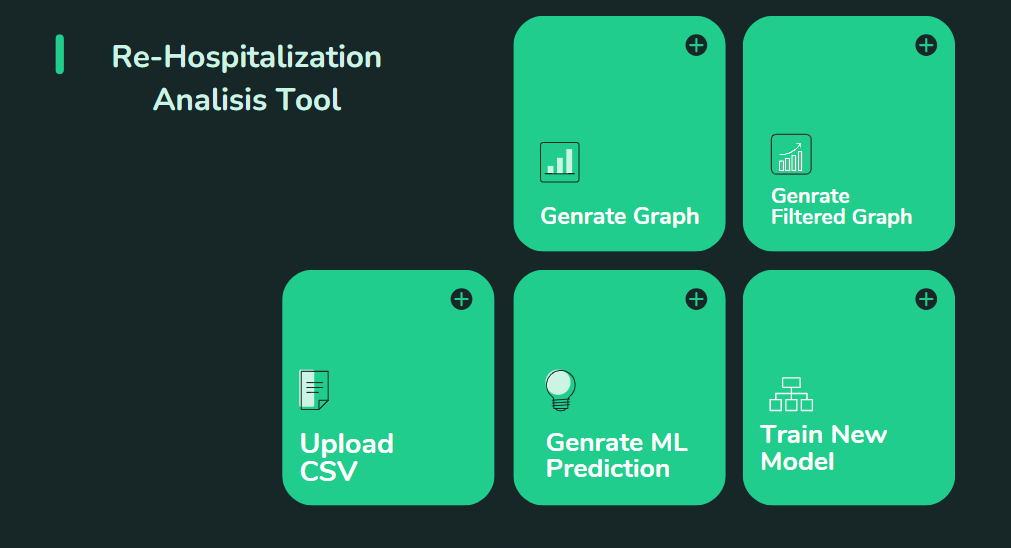 Re-Hospitalization
Analisis Tool
Genrate Graph
Genrate
Filtered Graph
Upload
CSV
Genrate ML
Prediction
Train New
Model